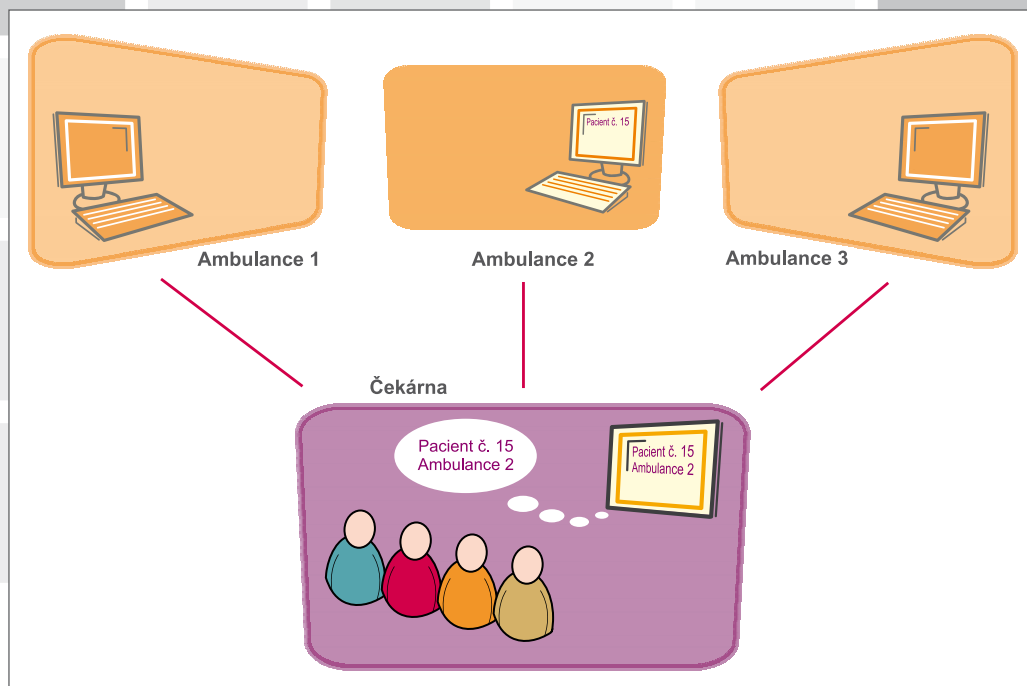 Pacient č. 15
Ambulance 1
Ambulance 2
Ambulance 3
Čekárna
Pacient č. 15
Ambulance 2
Pacient č. 15
Ambulance 2